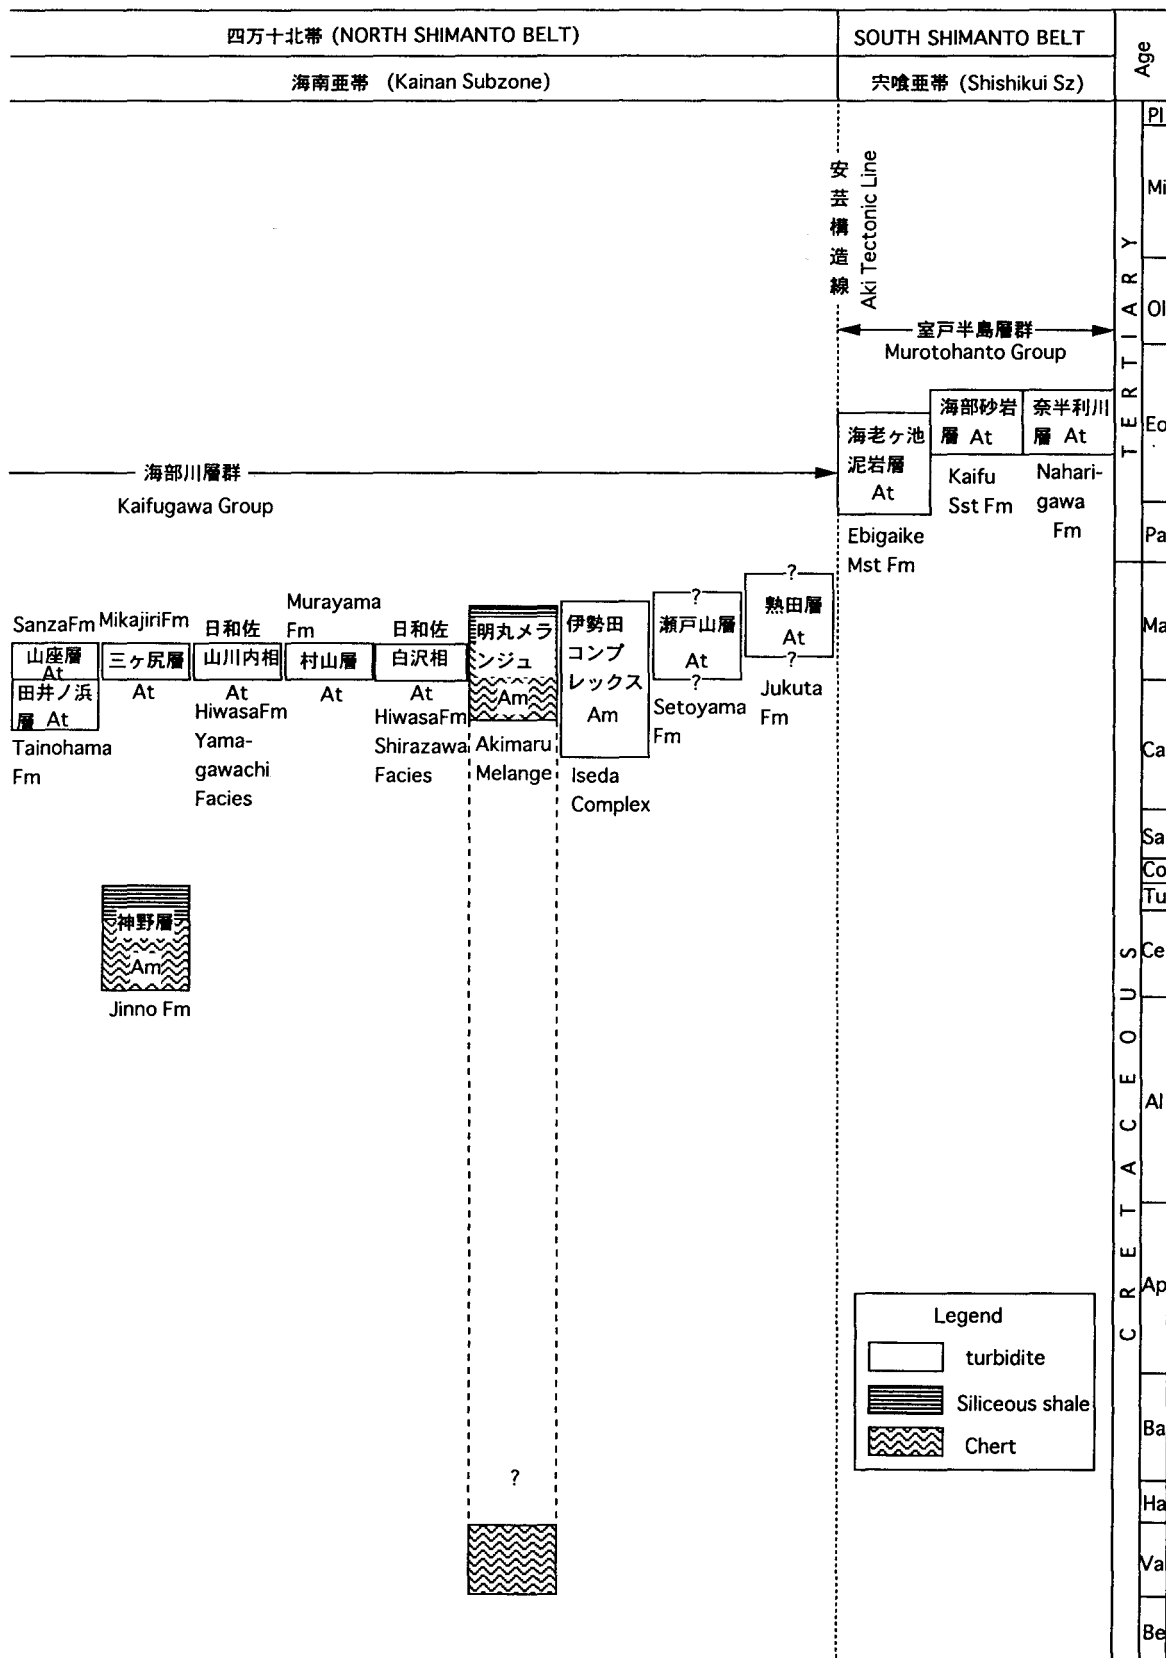 四万十北帯 (NORTH SHIMANTO BELT)
SOUTH SHIMANTO BELT
Age
海南亜帯 (Kainan Subzone)
宍喰亜帯 (Shishikui Sz)
安芸構造線
Aki Tectonic Line
室戸半島層群
Murotohanto Group
海部川層群
Kaifugawa Group
海老ヶ池
泥岩層
At
Ebigaike
Mst Fm
海部砂岩
層 At
Kaifu
Sst Fm
奈半利川
層 At
Nahari-
gawa
Fm
SanzaFm
山座層
At
田井ノ浜
層 At
Tainohama
Fm
MikajiriFm
三ヶ尻層
At
日和佐
山川内相
At
HiwasaFm
Yama-
gawachi
Facies
Murayama
Fm
村山層
At
日和佐
白沢相
At
HiwasaFm
Shirazawa
Facies
明丸メラ
ンジュ
Am
Akimaru
Melange
伊勢田
コンプ
レックス
Am
Iseda
Complex
?
瀬戸山層
At
?
Setoyama
Fm
?
熟田層
At
?
Jukuta
Fm
神野層
Am
Jinno Fm
?
Legend
turbidite
Siliceous shale
Chert
TERTIARY
CRETACEOUS
Pl
Mi
Ol
Eo
Pa
Ma
Ca
Sa
Co
Tu
Ce
Al
Ap
Ba
Ha
Va
Be